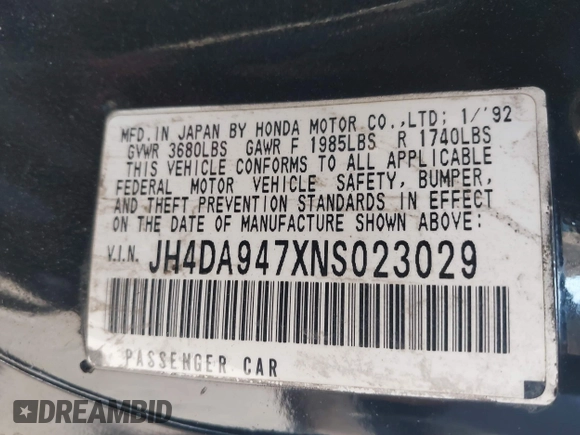 MFD.IN JAPAN BY HONDA MOTOR CO.,LTD; 1/'92
GVWR 3680LBS GAWR F 1985LBS R 1740LBS
THIS VEHICLE CONFORMS TO ALL APPLICABLE
FEDERAL MOTOR VEHICLE SAFETY, BUMPER,
AND THEFT PREVENTION STANDARDS IN EFFECT
ON THE DATE OF MANUFACTURE SHOWN ABOVE.
V.I.N. JH4DA947XNS023029
PASSENGER CAR
DREAMBID